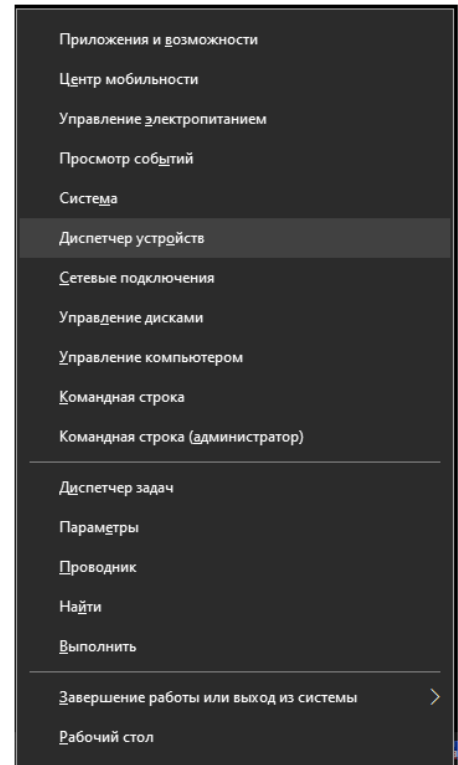 Приложения и возможности
Центр мобильности
Управление электропитанием
Просмотр событий
Система
Диспетчер устройств
Сетевые подключения
Управление дисками
Управление компьютером
Командная строка
Командная строка (администратор)
Диспетчер задач
Параметры
Проводник
Найти
Выполнить
Завершение работы или выход из системы
Рабочий стол